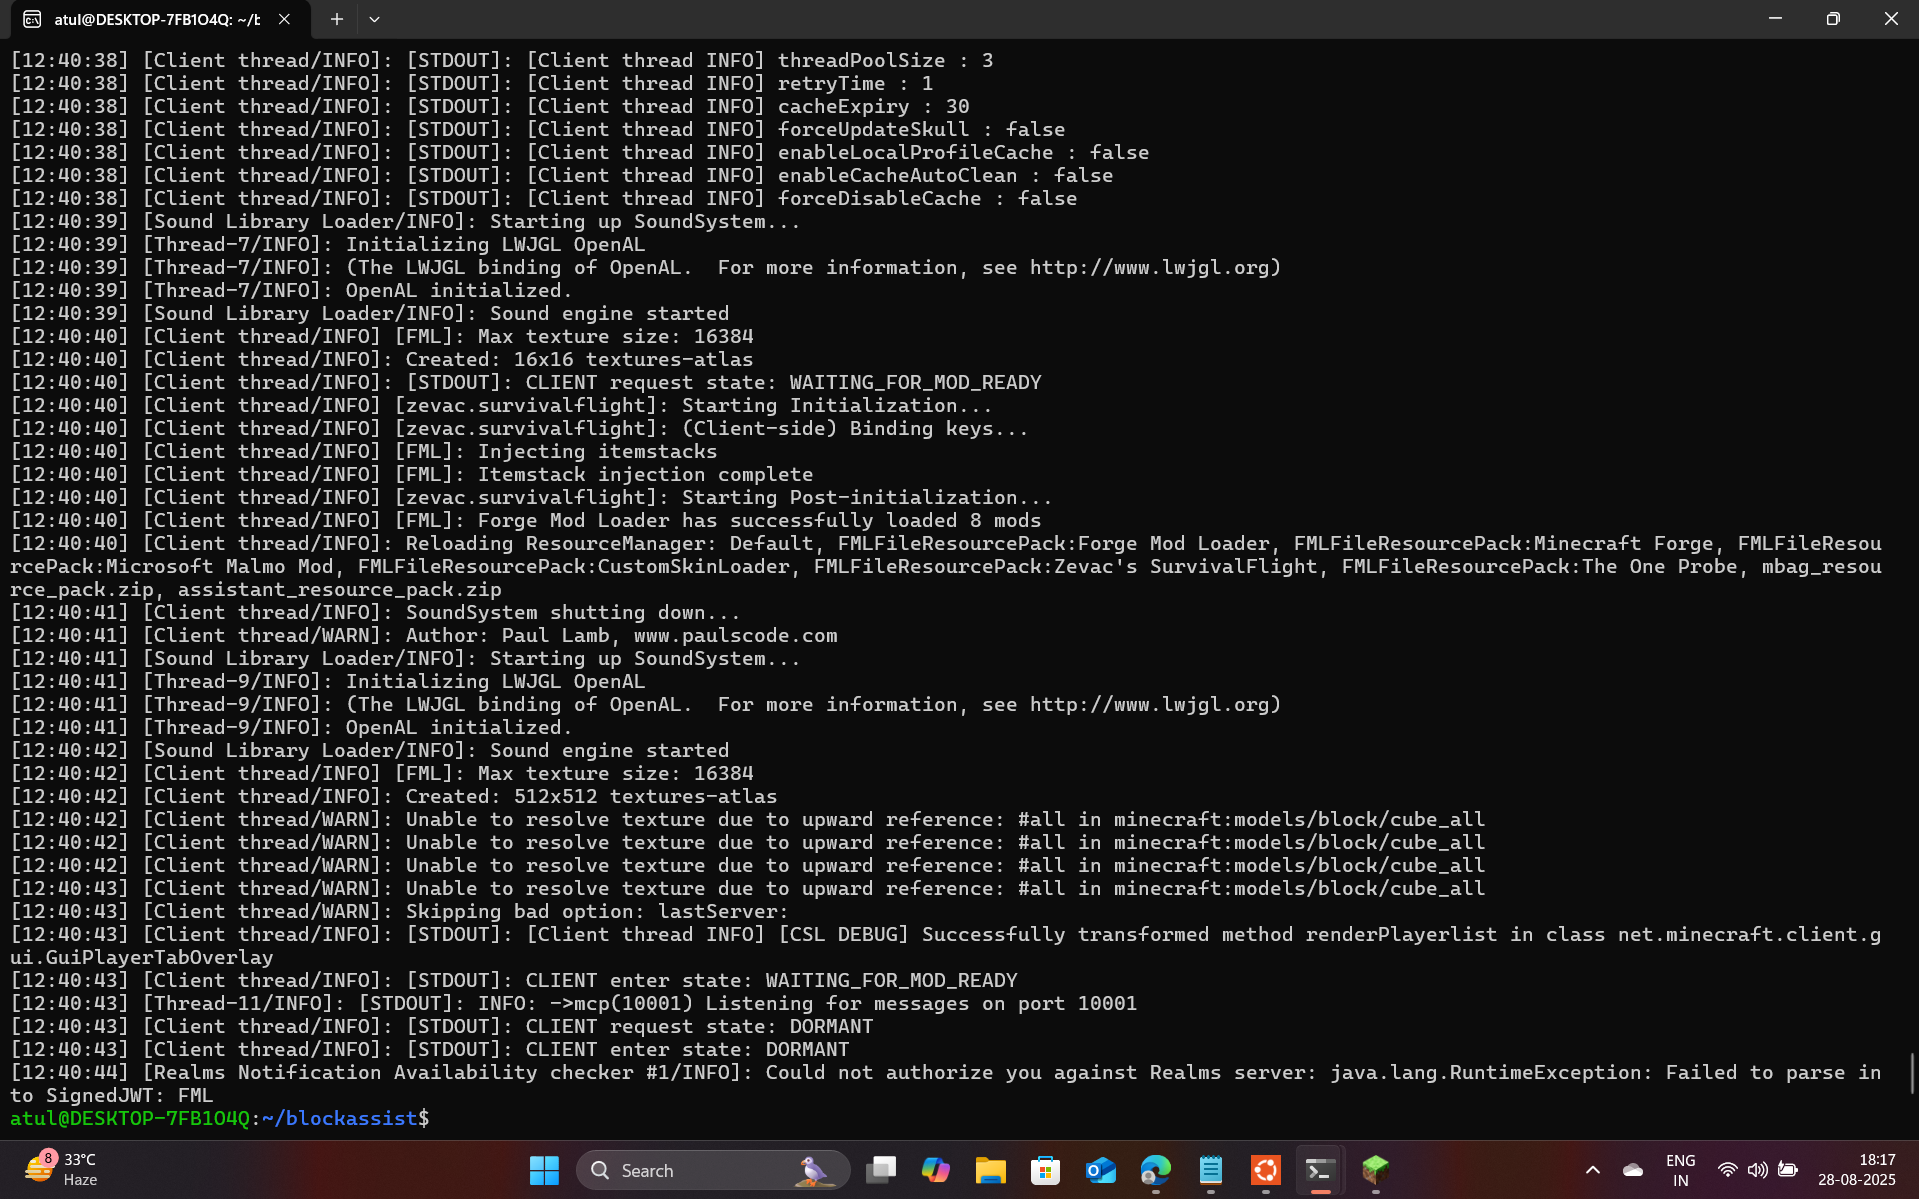 atul@DESKTOP-7FB1O4Q: ~/b
[12:40:38] [Client thread/INFO]: [STDOUT]: [Client thread INFO] threadPoolSize : 3
[12:40:38] [Client thread/INFO]: [STDOUT]: [Client thread INFO] retryTime : 1
[12:40:38] [Client thread/INFO]: [STDOUT]: [Client thread INFO] cacheExpiry : 30
[12:40:38] [Client thread/INFO]: [STDOUT]: [Client thread INFO] forceUpdateSkull : false
[12:40:38] [Client thread/INFO]: [STDOUT]: [Client thread INFO] enableLocalProfileCache : false
[12:40:38] [Client thread/INFO]: [STDOUT]: [Client thread INFO] enableCacheAutoClean : false
[12:40:38] [Client thread/INFO]: [STDOUT]: [Client thread INFO] forceDisableCache : false
[12:40:39] [Sound Library Loader/INFO]: Starting up SoundSystem...
[12:40:39] [Thread-7/INFO]: Initializing LWJGL OpenAL
[12:40:39] [Thread-7/INFO]: (The LWJGL binding of OpenAL.  For more information, see http://www.lwjgl.org)
[12:40:39] [Thread-7/INFO]: OpenAL initialized.
[12:40:39] [Sound Library Loader/INFO]: Sound engine started
[12:40:40] [Client thread/INFO] [FML]: Max texture size: 16384
[12:40:40] [Client thread/INFO]: Created: 16x16 textures-atlas
[12:40:40] [Client thread/INFO]: [STDOUT]: CLIENT request state: WAITING_FOR_MOD_READY
[12:40:40] [Client thread/INFO] [zevac.survivalflight]: Starting Initialization...
[12:40:40] [Client thread/INFO] [zevac.survivalflight]: (Client-side) Binding keys...
[12:40:40] [Client thread/INFO] [FML]: Injecting itemstacks
[12:40:40] [Client thread/INFO] [FML]: Itemstack injection complete
[12:40:40] [Client thread/INFO] [zevac.survivalflight]: Starting Post-initialization...
[12:40:40] [Client thread/INFO] [FML]: Forge Mod Loader has successfully loaded 8 mods
[12:40:40] [Client thread/INFO]: Reloading ResourceManager: Default, FMLFileResourcePack:Forge Mod Loader, FMLFileResourcePack:Minecraft Forge, FMLFileResou
rcePack:Microsoft Malmo Mod, FMLFileResourcePack:CustomSkinLoader, FMLFileResourcePack:Zevac's SurvivalFlight, FMLFileResourcePack:The One Probe, mbag_resou
rce_pack.zip, assistant_resource_pack.zip
[12:40:41] [Client thread/INFO]: SoundSystem shutting down...
[12:40:41] [Client thread/WARN]: Author: Paul Lamb, www.paulscode.com
[12:40:41] [Sound Library Loader/INFO]: Starting up SoundSystem...
[12:40:41] [Thread-9/INFO]: Initializing LWJGL OpenAL
[12:40:41] [Thread-9/INFO]: (The LWJGL binding of OpenAL.  For more information, see http://www.lwjgl.org)
[12:40:41] [Thread-9/INFO]: OpenAL initialized.
[12:40:42] [Sound Library Loader/INFO]: Sound engine started
[12:40:42] [Client thread/INFO] [FML]: Max texture size: 16384
[12:40:42] [Client thread/INFO]: Created: 512x512 textures-atlas
[12:40:42] [Client thread/WARN]: Unable to resolve texture due to upward reference: #all in minecraft:models/block/cube_all
[12:40:42] [Client thread/WARN]: Unable to resolve texture due to upward reference: #all in minecraft:models/block/cube_all
[12:40:42] [Client thread/WARN]: Unable to resolve texture due to upward reference: #all in minecraft:models/block/cube_all
[12:40:43] [Client thread/WARN]: Unable to resolve texture due to upward reference: #all in minecraft:models/block/cube_all
[12:40:43] [Client thread/WARN]: Skipping bad option: lastServer:
[12:40:43] [Client thread/INFO]: [STDOUT]: [Client thread INFO] [CSL DEBUG] Successfully transformed method renderPlayerlist in class net.minecraft.client.g
ui.GuiPlayerTabOverlay
[12:40:43] [Client thread/INFO]: [STDOUT]: CLIENT enter state: WAITING_FOR_MOD_READY
[12:40:43] [Thread-11/INFO]: [STDOUT]: INFO: ->mcp(10001) Listening for messages on port 10001
[12:40:43] [Client thread/INFO]: [STDOUT]: CLIENT request state: DORMANT
[12:40:43] [Client thread/INFO]: [STDOUT]: CLIENT enter state: DORMANT
[12:40:44] [Realms Notification Availability checker #1/INFO]: Could not authorize you against Realms server: java.lang.RuntimeException: Failed to parse in
to SignedJWT: FML
atul@DESKTOP-7FB1O4Q:~/blockassist$
8
33°C
Haze
Search
ENG
IN
18:17
28-08-2025